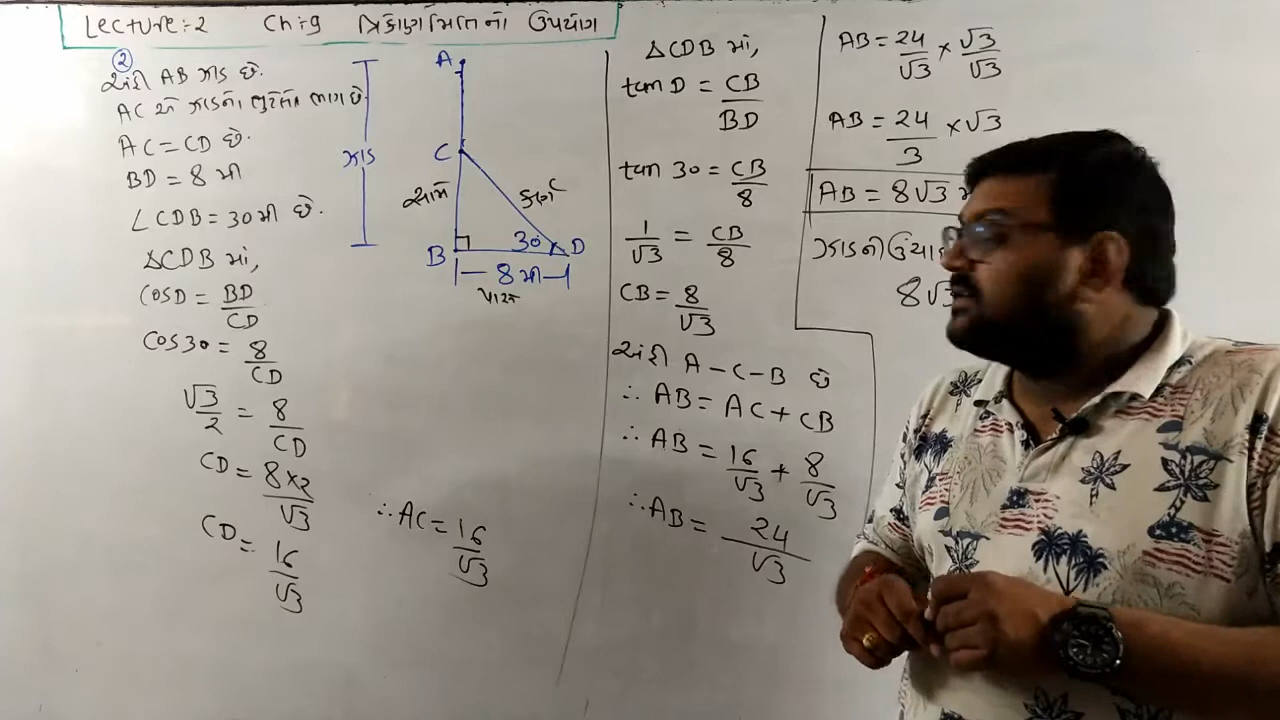 Lecture:-2 Ch:-9 ત્રિકોણમિતિના ઉપયોગ
②
અહીં AB ઝાડ છે.
AC એ ઝાડનો તૂટેલો ભાગ છે
AC = CD છે.
BD = 8 મી
∠CDB = 30મી છે.
ΔCDB માં,
cosD = BD/CD
cos30 = 8/CD
√3/2 = 8/CD
CD = 8×2/√3
CD = 16/√3
∴ AC = 16/√3
A
ઝાડ
C
સામે
કર્ણ
B
30
D
8 મી
પાસે
ΔCDB માં,
tan D = CB/BD
tan 30 = CB/8
1/√3 = CB/8
CB = 8/√3
અહીં A-C-B છે
∴ AB = AC + CB
∴ AB = 16/√3 + 8/√3
∴ AB = 24/√3
AB = 24/√3 × √3/√3
AB = 24/3 × √3
AB = 8√3
ઝાડની
8√3